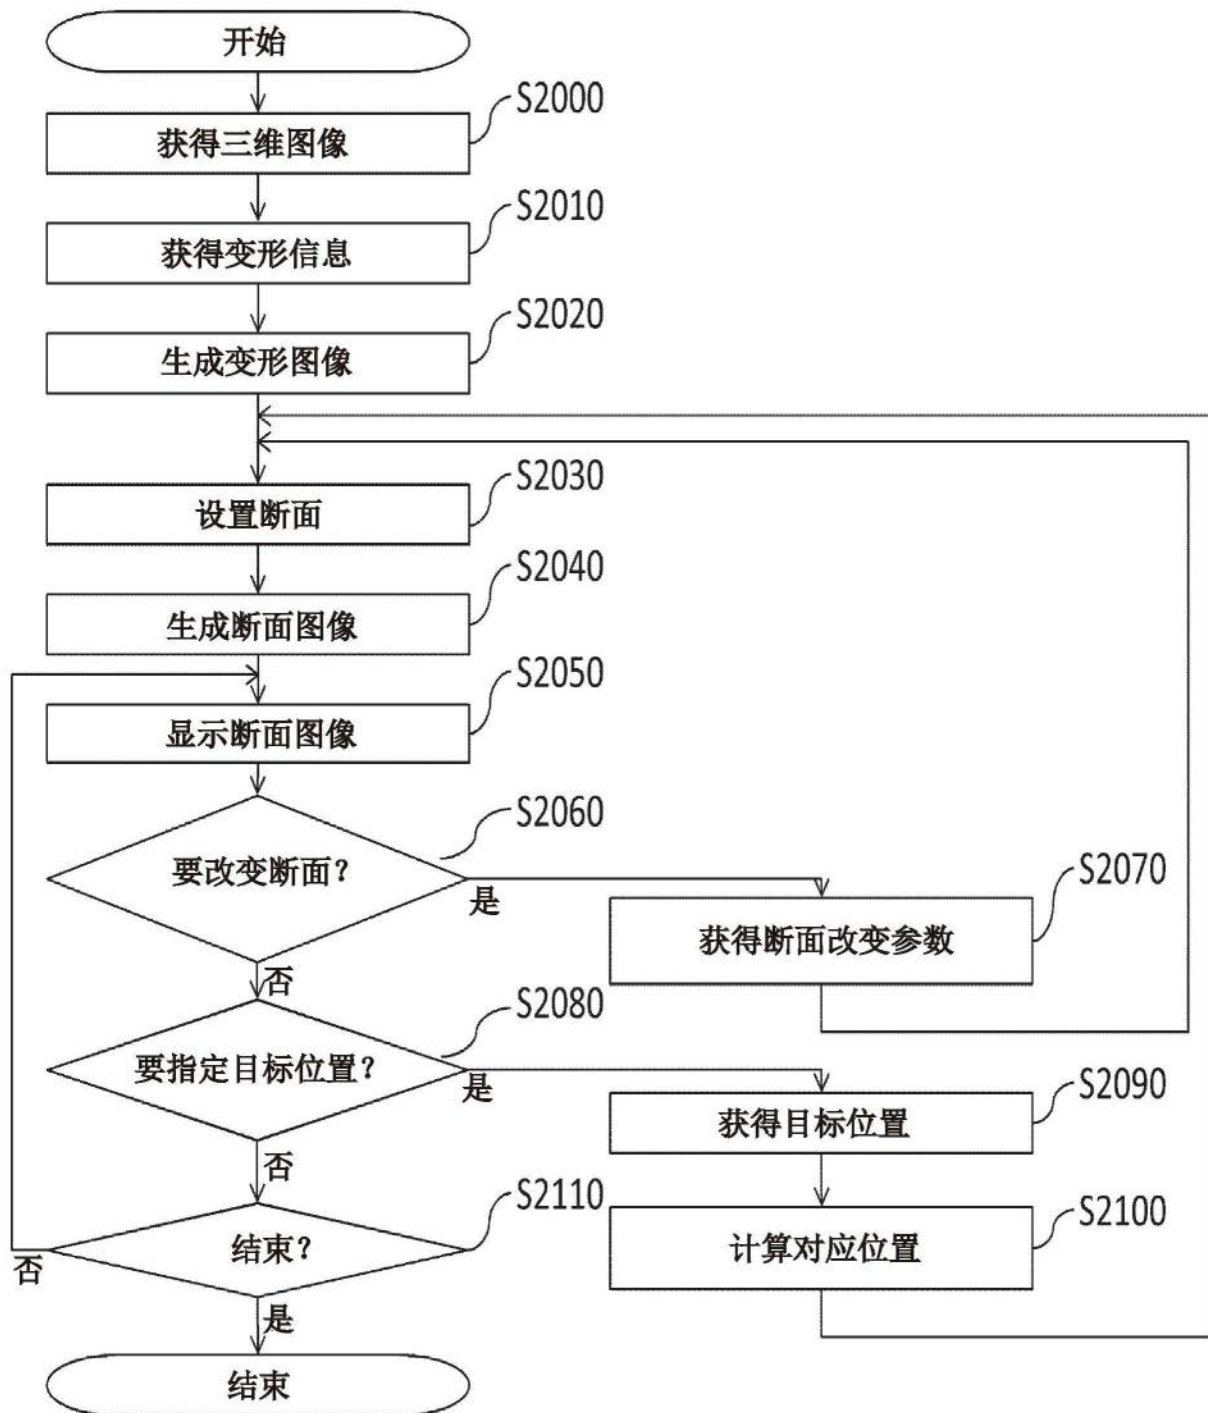 开始
S2000
获得三维图像
S2010
获得变形信息
S2020
生成变形图像
S2030
设置断面
S2040
生成断面图像
S2050
显示断面图像
S2060
要改变断面？
是
S2070
获得断面改变参数
否
S2080
要指定目标位置？
是
S2090
获得目标位置
否
S2110
结束？
否
S2100
计算对应位置
是
结束